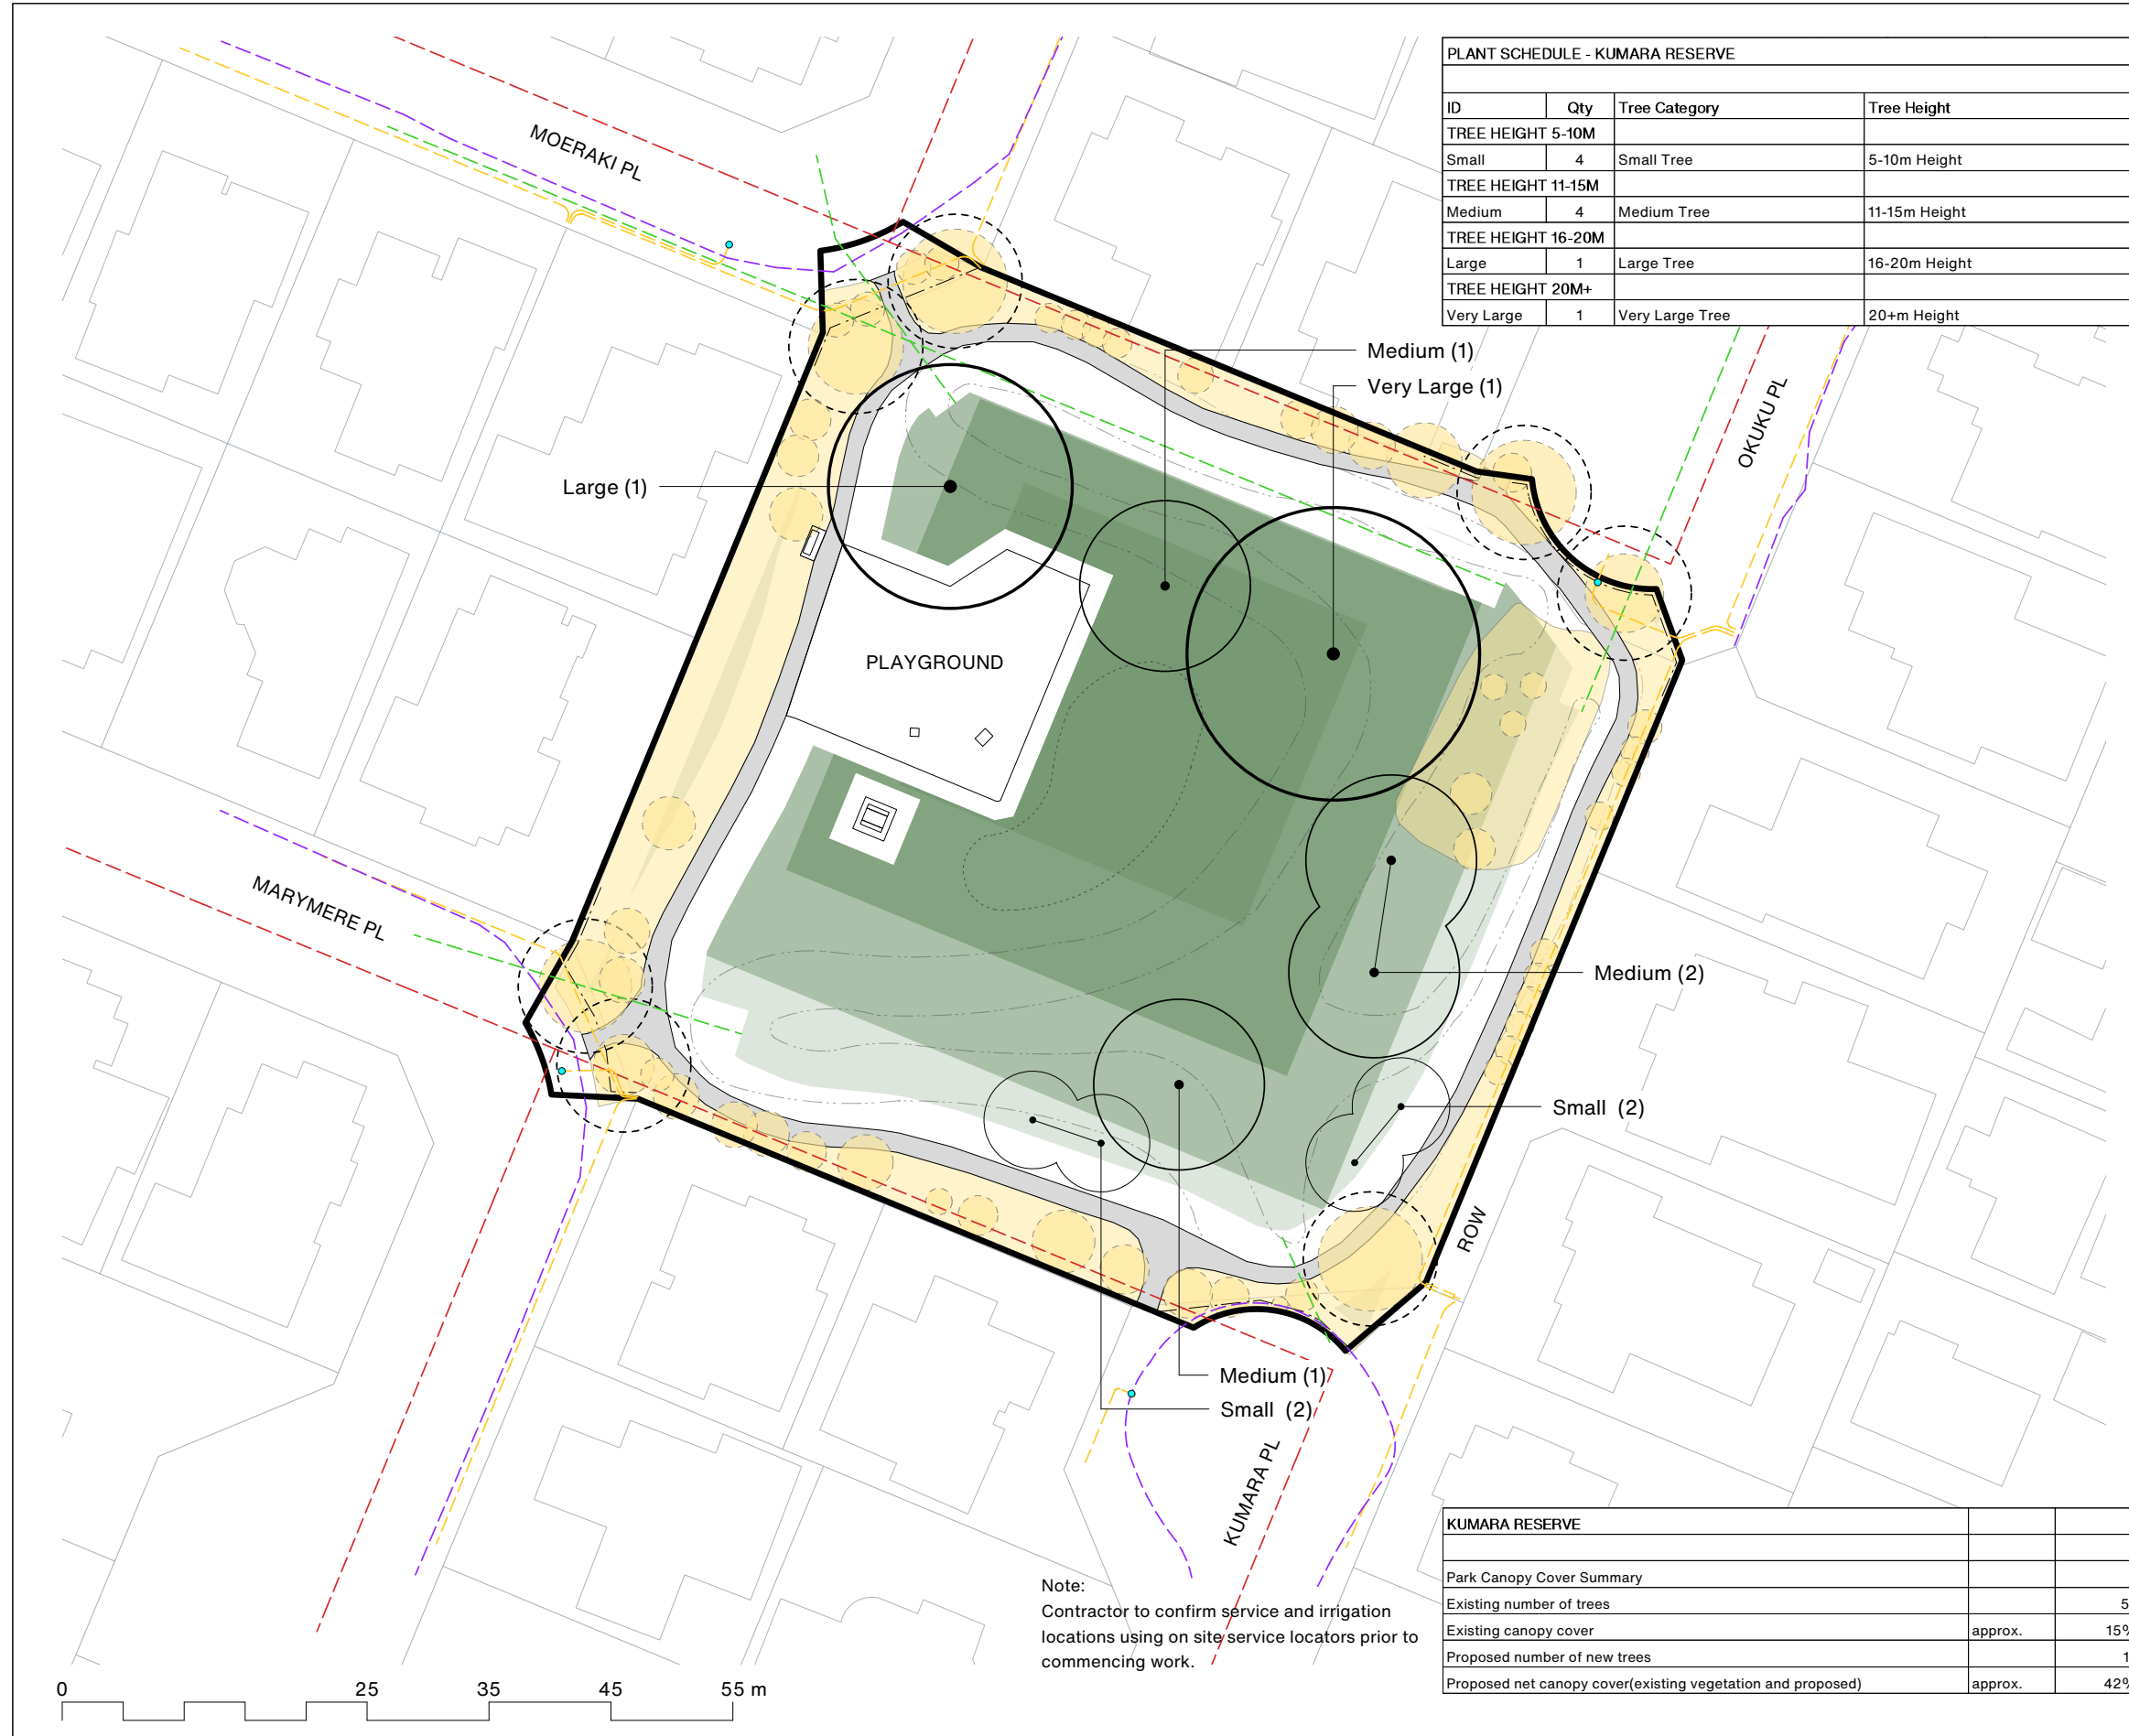 PLANT SCHEDULE - KUMARA RESERVE
ID Qty Tree Category Tree Height
TREE HEIGHT 5-10M
Small 4 Small Tree 5-10m Height
TREE HEIGHT 11-15M
Medium 4 Medium Tree 11-15m Height
TREE HEIGHT 16-20M
Large 1 Large Tree 16-20m Height
TREE HEIGHT 20M+
Very Large 1 Very Large Tree 20+m Height
MOERAKI PL
Medium (1)
Very Large (1)
OKUKU PL
Large (1)
PLAYGROUND
MARYMERE PL
Medium (2)
Small (2)
ROW
Medium (1)
Small (2)
KUMARA PL
Note:
Contractor to confirm service and irrigation
locations using on site service locators prior to
commencing work.
KUMARA RESERVE
Park Canopy Cover Summary
Existing number of trees
Existing canopy cover approx. 15%
Proposed number of new trees
Proposed net canopy cover(existing vegetation and proposed) approx. 42%
0 25 35 45 55 m